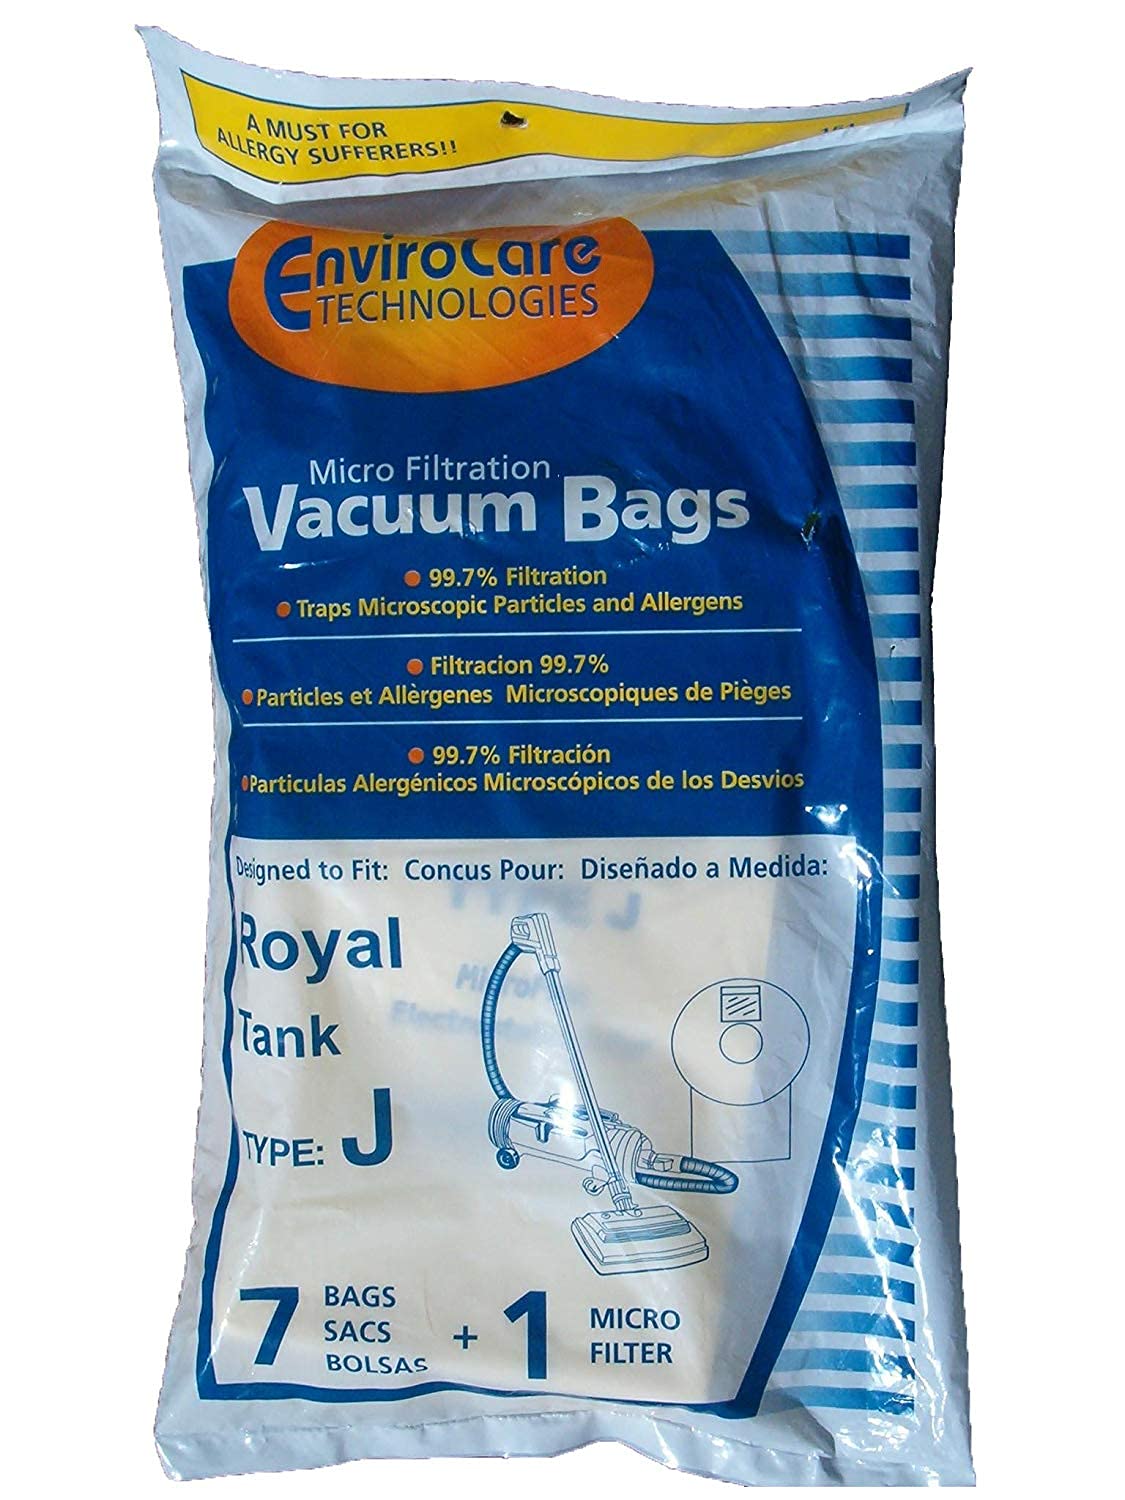 A MUST FOR
ALLERGY SUFFERERS!!
EnviroCare
TECHNOLOGIES
Micro Filtration
Vacuum Bags
99.7% Filtration
Traps Microscopic Particles and Allergens
Filtracion 99.7%
Particles et Allèrgenes Microscopiques de Pièges
99.7% Filtración
Particulas Alergénicos Microscópicos de los Desvios
Designed to Fit: Concus Pour: Diseñado a Medida:
Royal
Tank
TYPE: J
7 BAGS
SACS
BOLSAS
+ 1 MICRO
FILTER